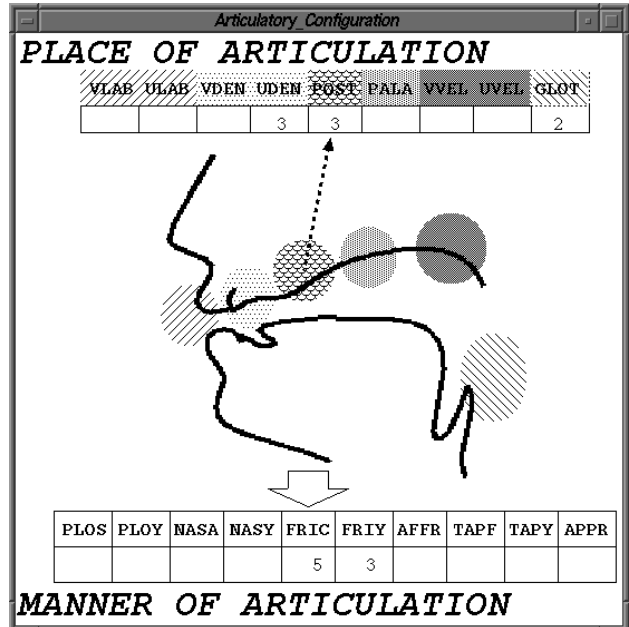 Articulatory_Configuration
PLACE OF ARTICULATION
VLAB ULAB VDEN UDEN POST PALA VVEL UVEL GLOT
3 3 2
PLOS PLOY NASA NASY FRIC FRIY AFFR TAPF TAPY APPR
5 3
MANNER OF ARTICULATION